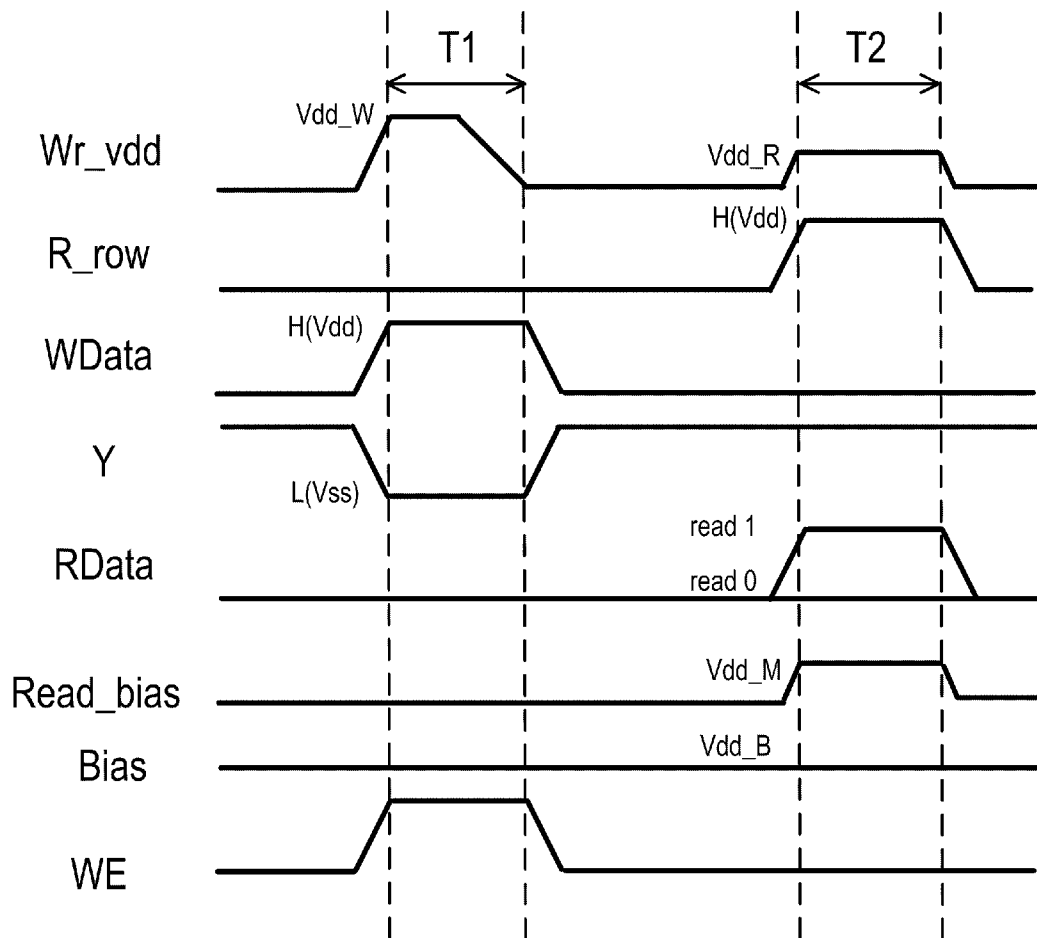 T1
T2
Wr_vdd
Vdd_W
Vdd_R
R_row
H(Vdd)
WData
H(Vdd)
Y
L(Vss)
RData
read 1
read 0
Read_bias
Vdd_M
Bias
Vdd_B
WE